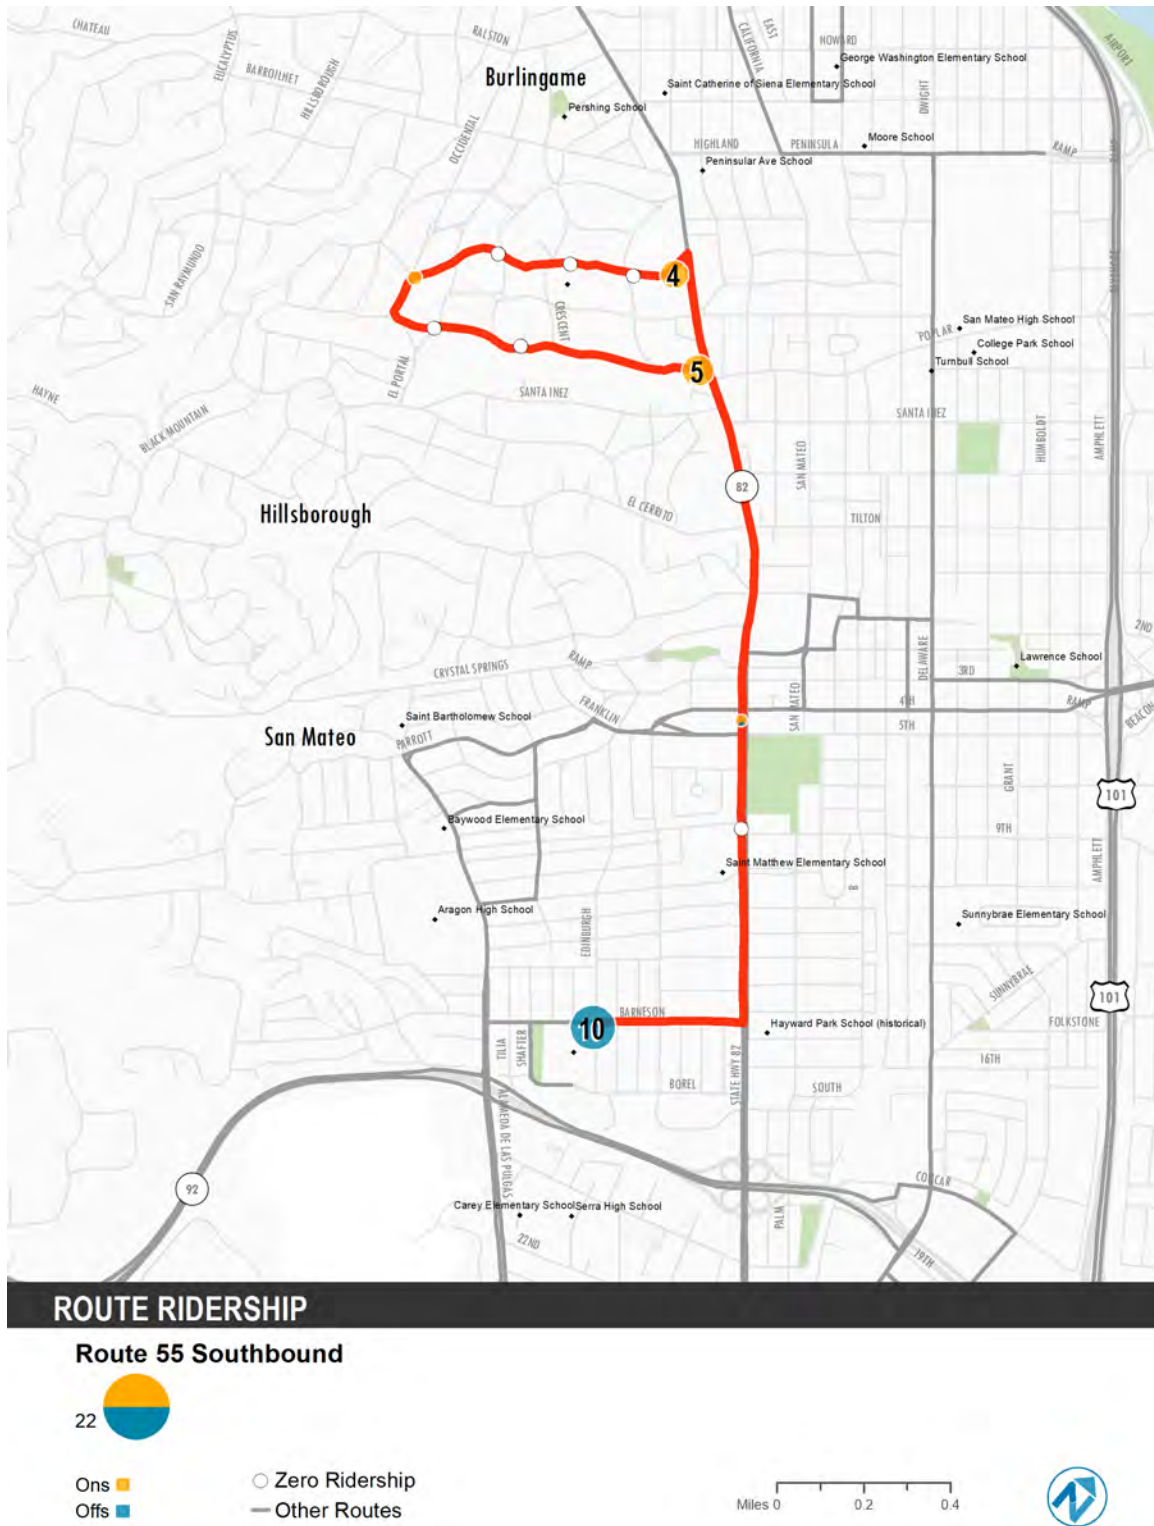 CHATEAU
EUCALYPTUS
BARROILHET
HILLSBOROUGH
RALSTON
OCCIDENTAL
Burlingame
Pershing School
EAST
CALIFORNIA
HOWARD
George Washington Elementary School
Saint Catherine of Siena Elementary School
DWIGHT
AIRPORT
HIGHLAND
PENINSULA
Moore School
RAMP
RAMP
Peninsular Ave School
SAN RAYMUNDO
4
CRESCENT
BAYSHORE
San Mateo High School
POPLAR
College Park School
Turnbull School
5
EL PORTAL
SANTA INEZ
SANTA INEZ
HAYNE
BLACK MOUNTAIN
SAN MATEO
HUMBOLDT
AMPHLETT
82
Hillsborough
EL CERRITO
TILTON
2ND
CRYSTAL SPRINGS
RAMP
DELAWARE
Lawrence School
3RD
SAN MATEO
4TH
RAMP
BEACON
Saint Bartholomew School
FRANKLIN
5TH
San Mateo
PARROTT
GRANT
101
Baywood Elementary School
9TH
AMPHLETT
Saint Matthew Elementary School
B
Aragon High School
EDINBURGH
Sunnybrae Elementary School
SUNNYBRAE
101
10
BARNESON
Hayward Park School (historical)
FOLKSTONE
TILIA
SHAFTER
16TH
BOREL
STATE HWY 82
SOUTH
ALAMEDA DE LAS PULGAS
92
CONCAR
Carey Elementary School
Serra High School
PALM
22ND
19TH
ROUTE RIDERSHIP
Route 55 Southbound
22
Ons
Zero Ridership
Offs
Other Routes
Miles 0 0.2 0.4